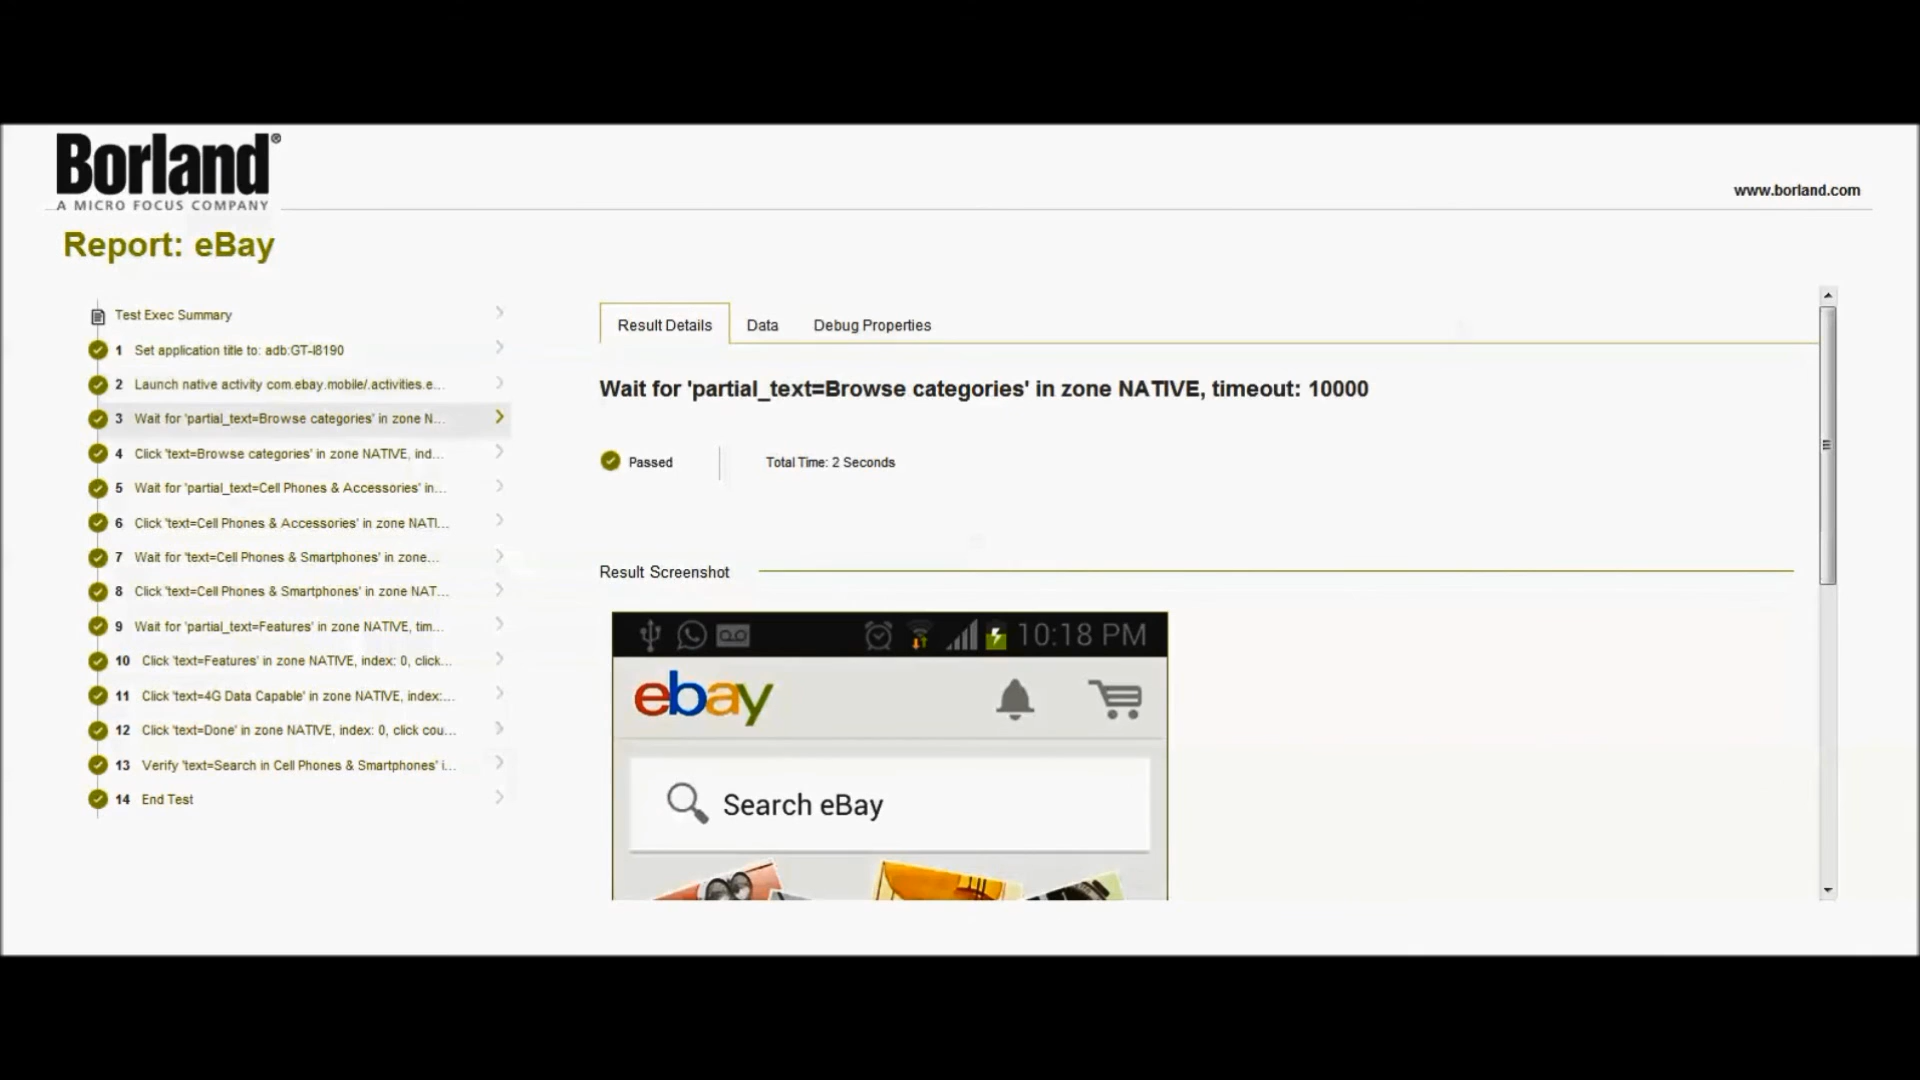 Borland®
A MICRO FOCUS COMPANY
www.borland.com
Report: eBay
Test Exec Summary
1 Set application title to: adb:GT-I8190
2 Launch native activity com.ebay.mobile/.activities.e...
3 Wait for 'partial_text=Browse categories' in zone N...
4 Click 'text=Browse categories' in zone NATIVE, ind...
5 Wait for 'partial_text=Cell Phones & Accessories' in...
6 Click 'text=Cell Phones & Accessories' in zone NATI...
7 Wait for 'text=Cell Phones & Smartphones' in zone...
8 Click 'text=Cell Phones & Smartphones' in zone NAT...
9 Wait for 'partial_text=Features' in zone NATIVE, tim...
10 Click 'text=Features' in zone NATIVE, index: 0, click...
11 Click 'text=4G Data Capable' in zone NATIVE, index:...
12 Click 'text=Done' in zone NATIVE, index: 0, click cou...
13 Verify 'text=Search in Cell Phones & Smartphones' i...
14 End Test
Result Details Data Debug Properties
Wait for 'partial_text=Browse categories' in zone NATIVE, timeout: 10000
Passed Total Time: 2 Seconds
Result Screenshot
10:18 PM
ebay
Search eBay